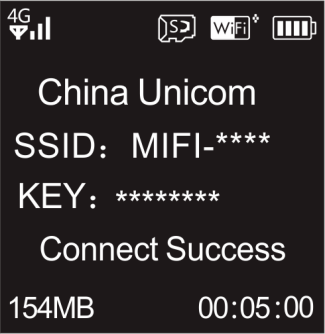 4G
SD WiFi
China Unicom
SSID： MIFI-****
KEY： ********
Connect Success
154MB 00:05:00